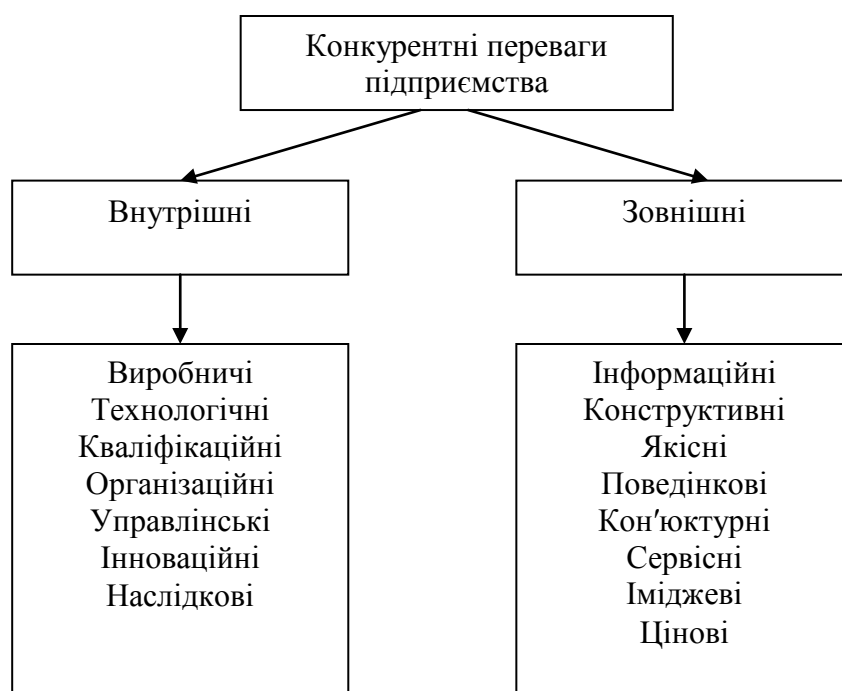 Конкурентні переваги
підприємства
Внутрішні
Зовнішні
Виробничі
Технологічні
Кваліфікаційні
Організаційні
Управлінські
Інноваційні
Наслідкові
Інформаційні
Конструктивні
Якісні
Поведінкові
Кон′юктурні
Сервісні
Іміджеві
Цінові